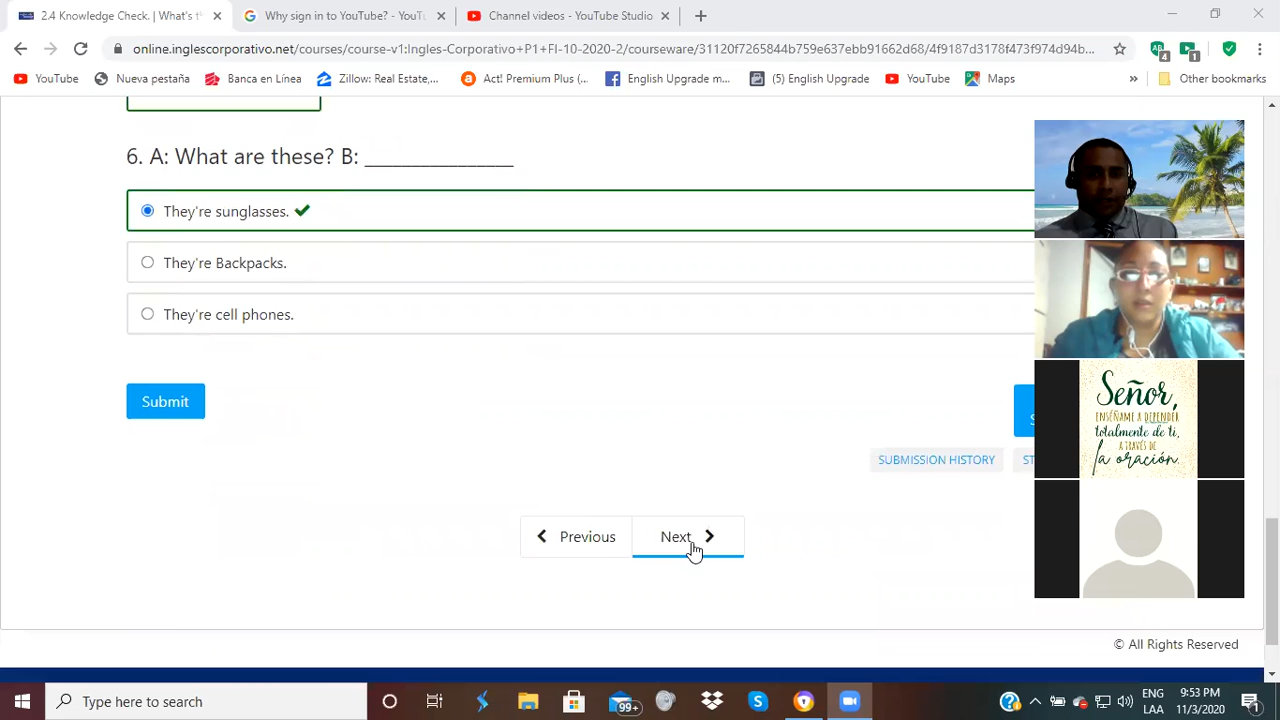 2.4 Knowledge Check. | What's th
Why sign in to YouTube? - YouT
Channel videos - YouTube Studio
online.inglescorporativo.net/courses/course-v1:Ingles-Corporativo+P1+FI-10-2020-2/courseware/31120f7265844b759e637ebb91662d68/4f9187d3178f473f974d94b...
4
1
YouTube
Nueva pestaña
Banca en Línea
Zillow: Real Estate,...
Act! Premium Plus (...
English Upgrade m...
(5) English Upgrade
YouTube
Maps
»
Other bookmarks
6. A: What are these? B: _______________
They're sunglasses.
They're Backpacks.
They're cell phones.
Submit
S
SUBMISSION HISTORY
ST
Previous
Next
Señor,
ENSÉÑAME A DEPENDER
totalmente de ti,
A TRAVÉS DE
la oración.
© All Rights Reserved
Type here to search
99+
ENG
LAA
9:53 PM
11/3/2020
1